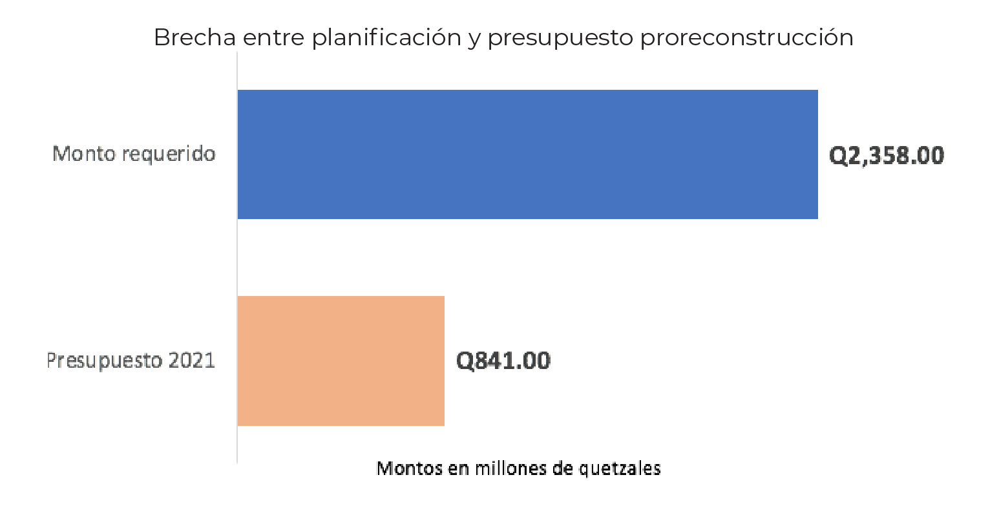 Brecha entre planificación y presupuesto proreconstrucción
Monto requerido
Q2,358.00
Presupuesto 2021
Q841.00
Montos en millones de quetzales